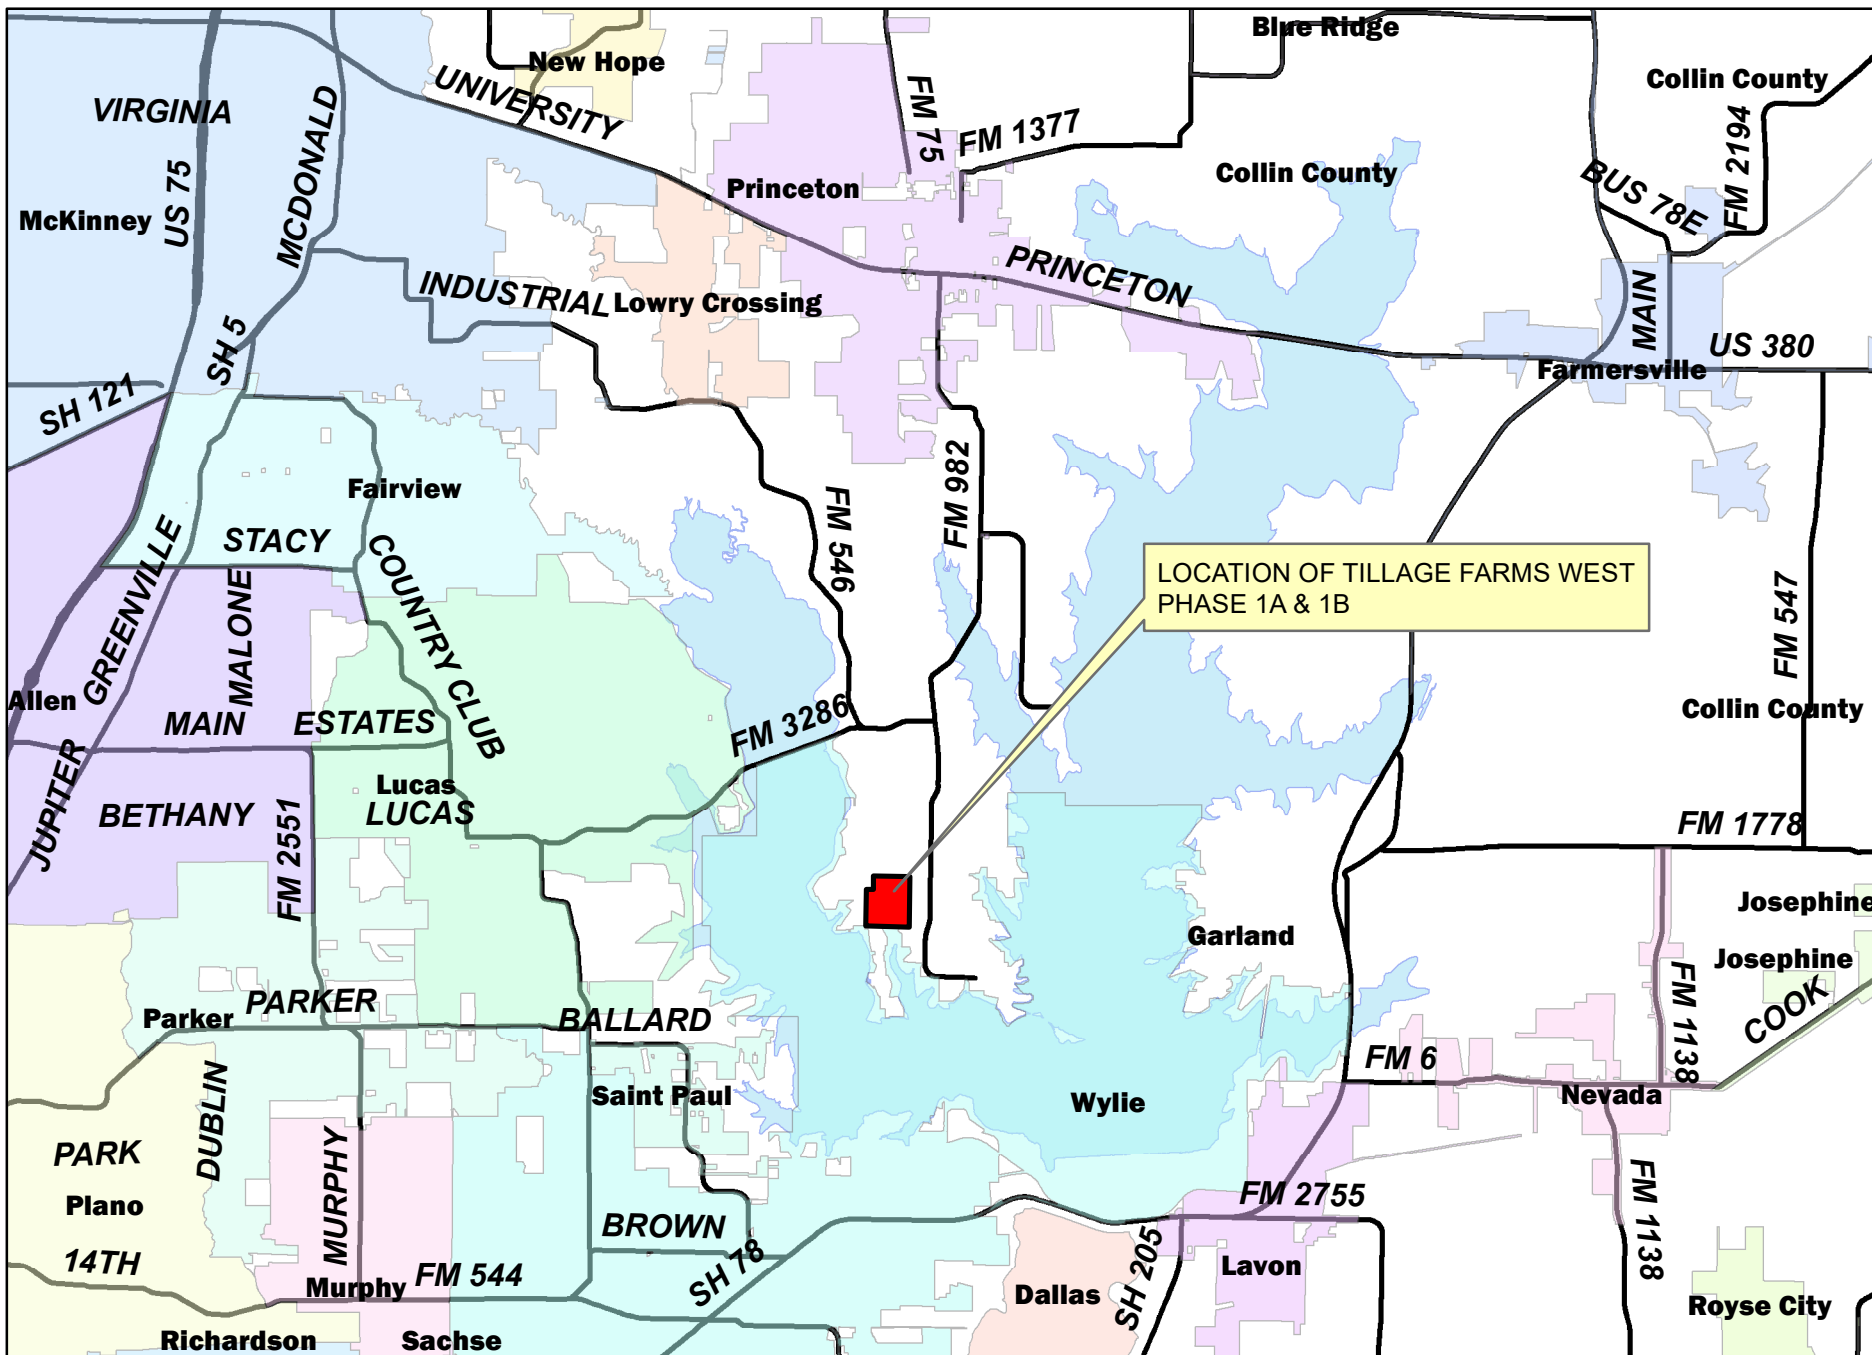 Blue Ridge
New Hope
Collin County
UNIVERSITY
VIRGINIA
MCDONALD
FM 75
FM 1377
FM 2194
Collin County
BUS 78E
Princeton
McKinney
US 75
PRINCETON
INDUSTRIAL
Lowry Crossing
MAIN
US 380
SH 5
Farmersville
SH 121
Fairview
FM 982
FM 546
STACY
GREENVILLE
COUNTRY CLUB
MALONE
LOCATION OF TILLAGE FARMS WEST
PHASE 1A & 1B
FM 547
Allen
MAIN
ESTATES
FM 3286
Collin County
JUPITER
Lucas
LUCAS
BETHANY
FM 2551
FM 1778
Josephine
Garland
Josephine
PARKER
Parker
BALLARD
FM 1138
COOK
FM 6
DUBLIN
Saint Paul
Wylie
Nevada
PARK
MURPHY
Plano
FM 2755
FM 1138
BROWN
14TH
SH 78
SH 205
Lavon
Murphy
FM 544
Dallas
Royse City
Richardson
Sachse